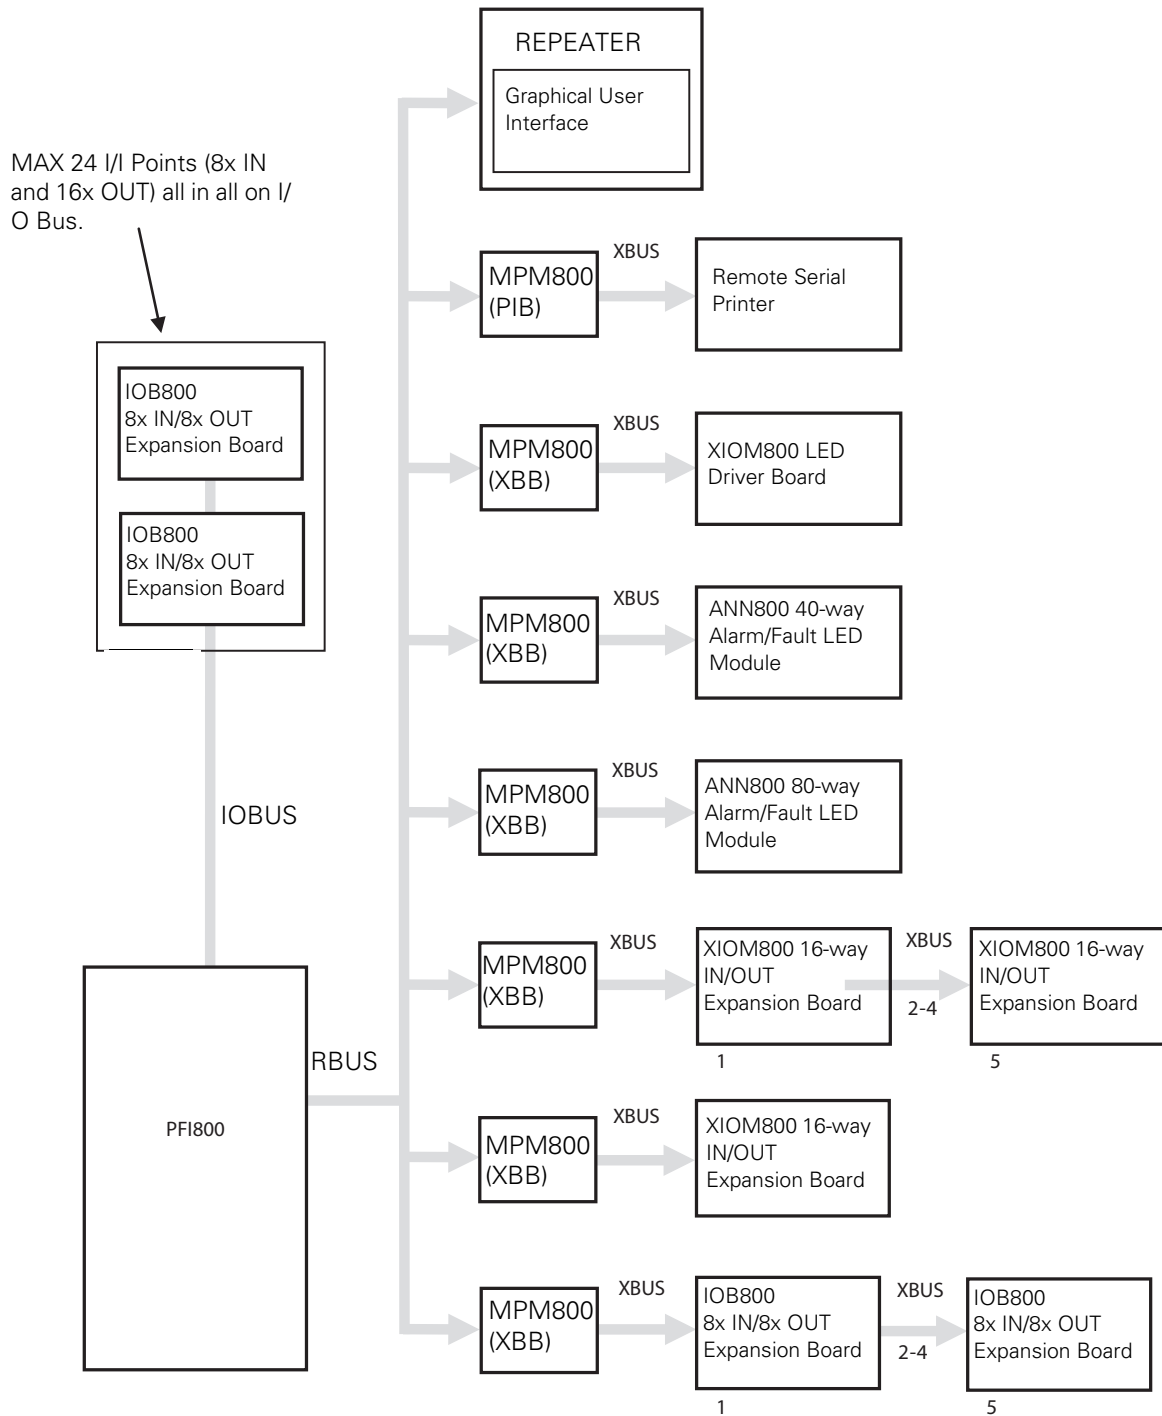 REPEATER
Graphical User
Interface
MAX 24 I/I Points (8x IN
and 16x OUT) all in all on I/
O Bus.
MPM800
(PIB)
XBUS
Remote Serial
Printer
IOB800
8x IN/8x OUT
Expansion Board
IOB800
8x IN/8x OUT
Expansion Board
MPM800
(XBB)
XBUS
XIOM800 LED
Driver Board
MPM800
(XBB)
XBUS
ANN800 40-way
Alarm/Fault LED
Module
IOBUS
MPM800
(XBB)
XBUS
ANN800 80-way
Alarm/Fault LED
Module
MPM800
(XBB)
XBUS
XIOM800 16-way
IN/OUT
Expansion Board
1
XBUS
2-4
XIOM800 16-way
IN/OUT
Expansion Board
5
RBUS
PFI800
MPM800
(XBB)
XBUS
XIOM800 16-way
IN/OUT
Expansion Board
MPM800
(XBB)
XBUS
IOB800
8x IN/8x OUT
Expansion Board
1
XBUS
2-4
IOB800
8x IN/8x OUT
Expansion Board
5